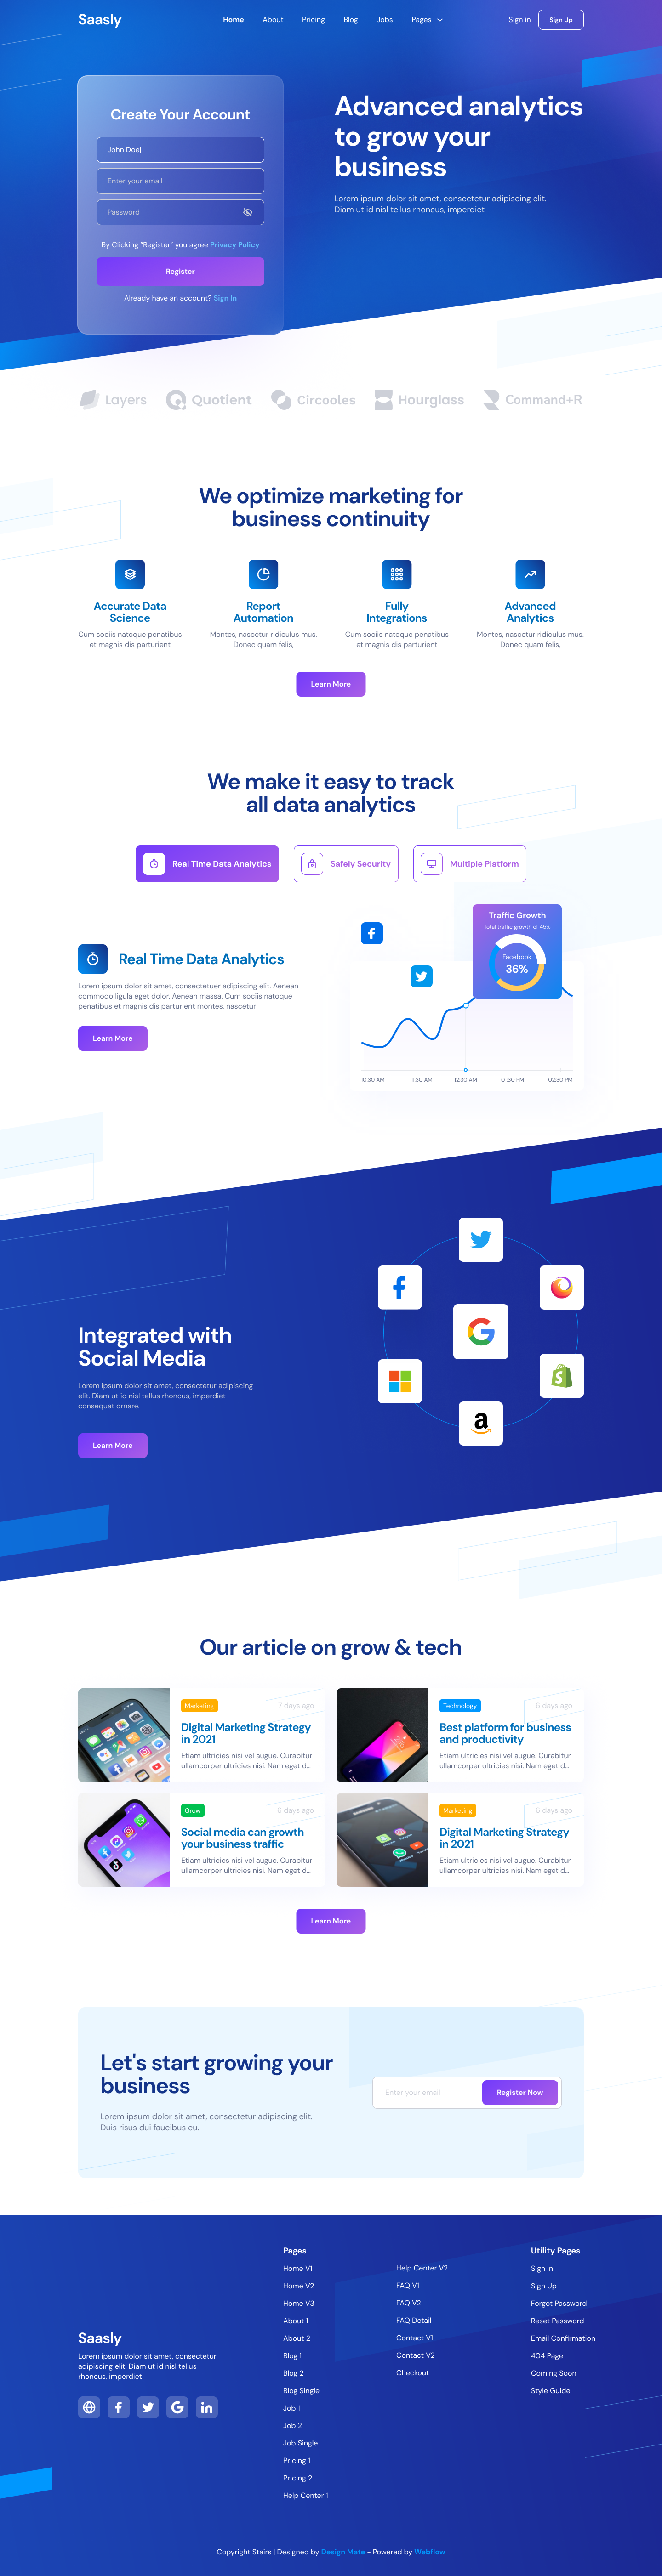 Saasly
Home
About
Pricing
Blog
Jobs
Pages
Sign in
Sign Up
Create Your Account
John Doe|
Enter your email
Password
By Clicking "Register" you agree Privacy Policy
Register
Already have an account? Sign In
Advanced analytics
to grow your
business
Lorem ipsum dolor sit amet, consectetur adipiscing elit.
Diam ut id nisl tellus rhoncus, imperdiet
Layers
Quotient
Circooles
Hourglass
Command+R
We optimize marketing for
business continuity
Accurate Data
Science
Cum sociis natoque penatibus
et magnis dis parturient
Report
Automation
Montes, nascetur ridiculus mus.
Donec quam felis,
Fully
Integrations
Cum sociis natoque penatibus
et magnis dis parturient
Advanced
Analytics
Montes, nascetur ridiculus mus.
Donec quam felis,
Learn More
We make it easy to track
all data analytics
Real Time Data Analytics
Safely Security
Multiple Platform
Real Time Data Analytics
Lorem ipsum dolor sit amet, consectetuer adipiscing elit. Aenean
commodo ligula eget dolor. Aenean massa. Cum sociis natoque
penatibus et magnis dis parturient montes, nascetur
Learn More
Traffic Growth
Total traffic growth of 45%
Facebook
36%
10:30 AM
11:30 AM
12:30 AM
01:30 PM
02:30 PM
Integrated with
Social Media
Lorem ipsum dolor sit amet, consectetur adipiscing
elit. Diam ut id nisl tellus rhoncus, imperdiet
consequat ornare.
Learn More
Our article on grow & tech
Marketing
7 days ago
Digital Marketing Strategy
in 2021
Etiam ultricies nisi vel augue. Curabitur
ullamcorper ultricies nisi. Nam eget d...
Technology
6 days ago
Best platform for business
and productivity
Etiam ultricies nisi vel augue. Curabitur
ullamcorper ultricies nisi. Nam eget d...
Grow
6 days ago
Social media can growth
your business traffic
Etiam ultricies nisi vel augue. Curabitur
ullamcorper ultricies nisi. Nam eget d...
Marketing
6 days ago
Digital Marketing Strategy
in 2021
Etiam ultricies nisi vel augue. Curabitur
ullamcorper ultricies nisi. Nam eget d...
Learn More
Let's start growing your
business
Lorem ipsum dolor sit amet, consectetur adipiscing elit.
Duis risus dui faucibus eu.
Enter your email
Register Now
Saasly
Lorem ipsum dolor sit amet, consectetur
adipiscing elit. Diam ut id nisl tellus
rhoncus, imperdiet
Pages
Home V1
Home V2
Home V3
About 1
About 2
Blog 1
Blog 2
Blog Single
Job 1
Job 2
Job Single
Pricing 1
Pricing 2
Help Center 1
Help Center V2
FAQ V1
FAQ V2
FAQ Detail
Contact V1
Contact V2
Checkout
Utility Pages
Sign In
Sign Up
Forgot Password
Reset Password
Email Confirmation
404 Page
Coming Soon
Style Guide
Copyright Stairs | Designed by Design Mate - Powered by Webflow